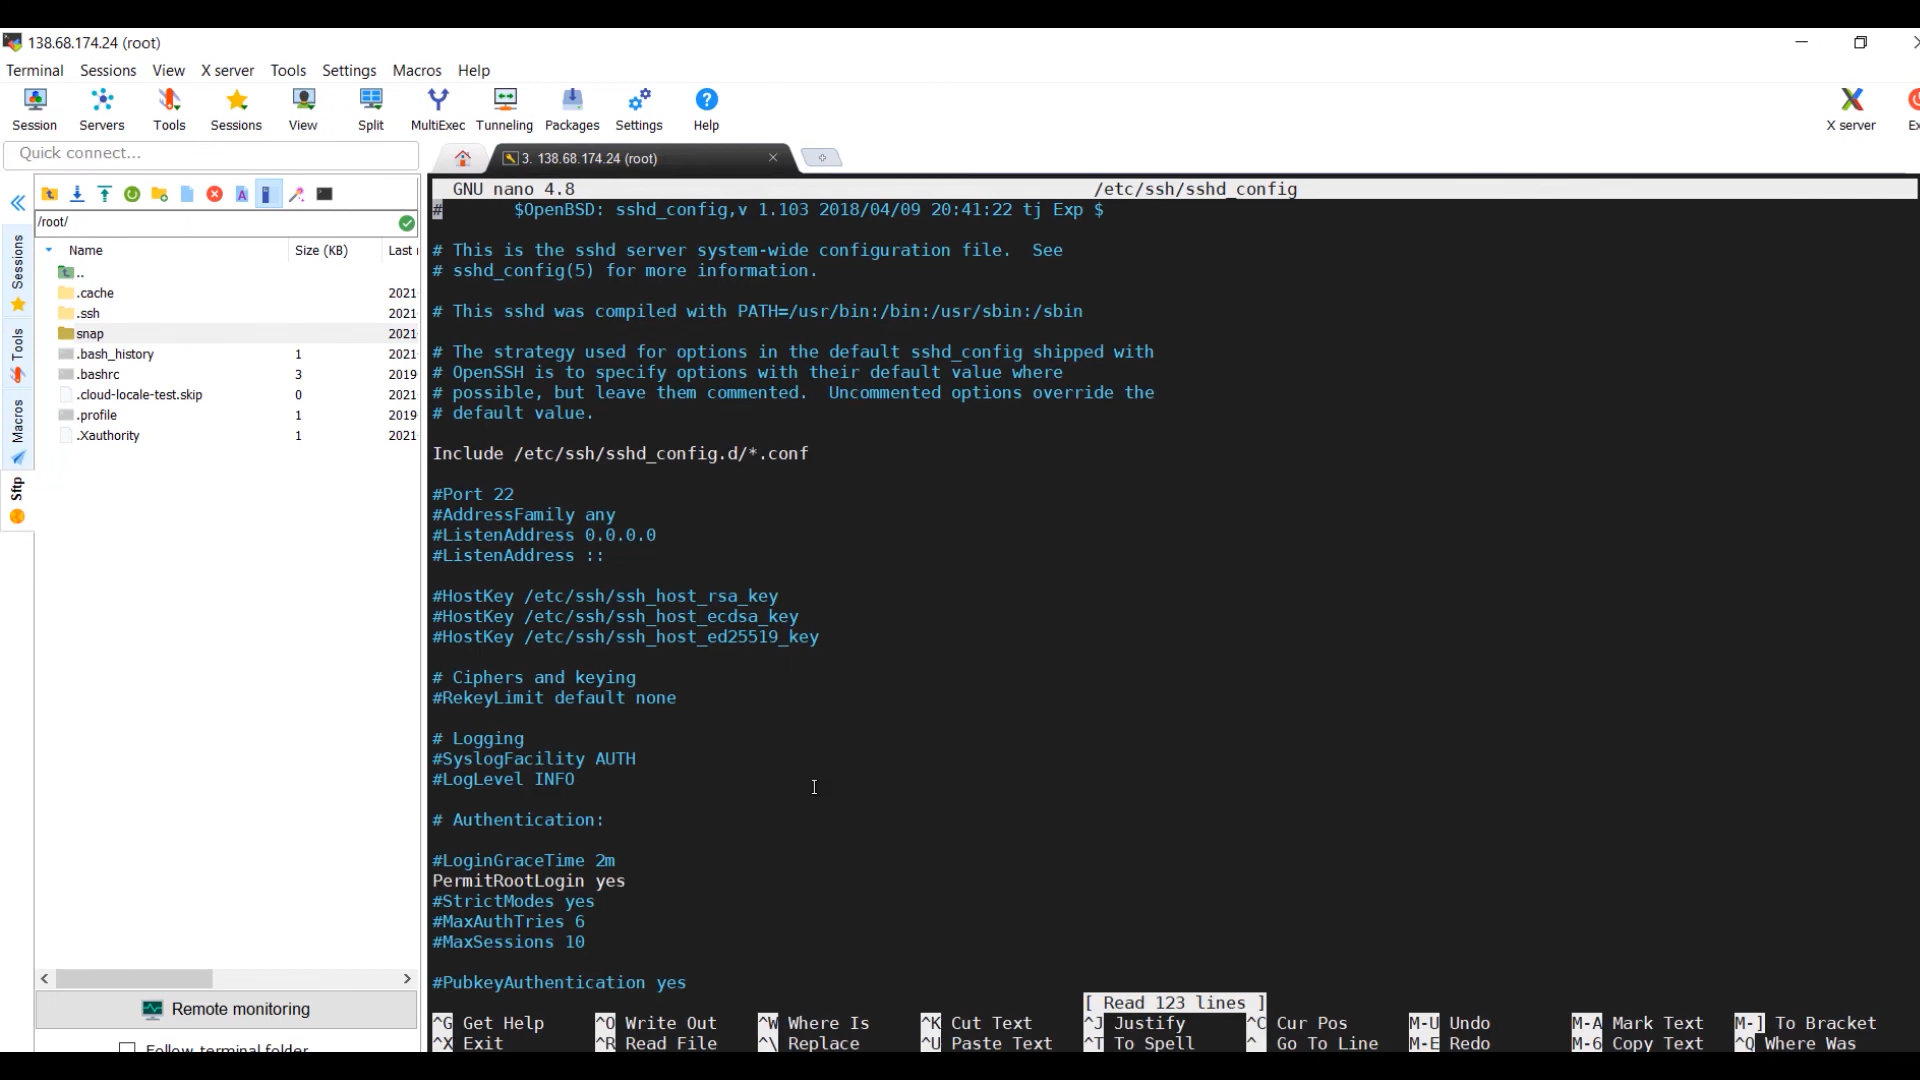 138.68.174.24 (root)
Terminal Sessions View X server Tools Settings Macros Help
Session Servers Tools Sessions View Split MultiExec Tunneling Packages Settings Help X server
Quick connect...
3. 138.68.174.24 (root)
/root/
Name Size (KB) Last
..
.cache 2021
.ssh 2021
snap 2021
.bash_history 1 2021
.bashrc 3 2019
.cloud-locale-test.skip 0 2021
.profile 1 2019
.Xauthority 1 2021
Sessions
Tools
Macros
Sftp
Remote monitoring
Follow terminal folder
GNU nano 4.8 /etc/ssh/sshd_config
# $OpenBSD: sshd_config,v 1.103 2018/04/09 20:41:22 tj Exp $
# This is the sshd server system-wide configuration file. See
# sshd_config(5) for more information.
# This sshd was compiled with PATH=/usr/bin:/bin:/usr/sbin:/sbin
# The strategy used for options in the default sshd_config shipped with
# OpenSSH is to specify options with their default value where
# possible, but leave them commented. Uncommented options override the
# default value.
Include /etc/ssh/sshd_config.d/*.conf
#Port 22
#AddressFamily any
#ListenAddress 0.0.0.0
#ListenAddress ::
#HostKey /etc/ssh/ssh_host_rsa_key
#HostKey /etc/ssh/ssh_host_ecdsa_key
#HostKey /etc/ssh/ssh_host_ed25519_key
# Ciphers and keying
#RekeyLimit default none
# Logging
#SyslogFacility AUTH
#LogLevel INFO
# Authentication:
#LoginGraceTime 2m
PermitRootLogin yes
#StrictModes yes
#MaxAuthTries 6
#MaxSessions 10
#PubkeyAuthentication yes
[ Read 123 lines ]
^G Get Help ^O Write Out ^W Where Is ^K Cut Text ^J Justify ^C Cur Pos M-U Undo M-A Mark Text M-] To Bracket
^X Exit ^R Read File ^\ Replace ^U Paste Text ^T To Spell ^_ Go To Line M-E Redo M-6 Copy Text ^Q Where Was